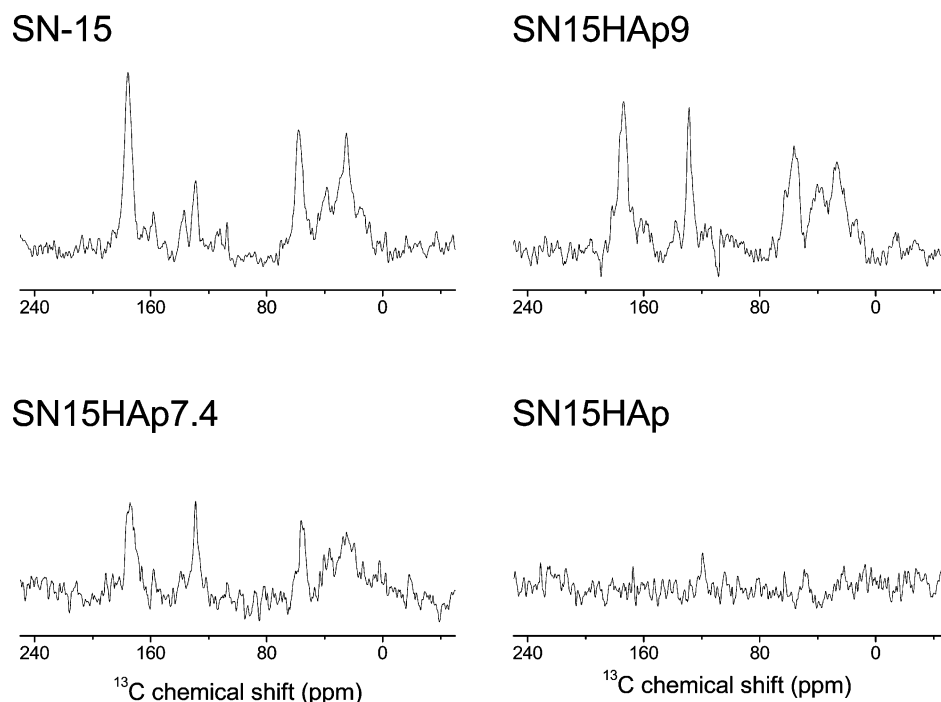 SN-15
SN15HAp9
240 160 80 0
240 160 80 0
SN15HAp7.4
SN15HAp
240 160 80 0
240 160 80 0
¹³C chemical shift (ppm)
¹³C chemical shift (ppm)